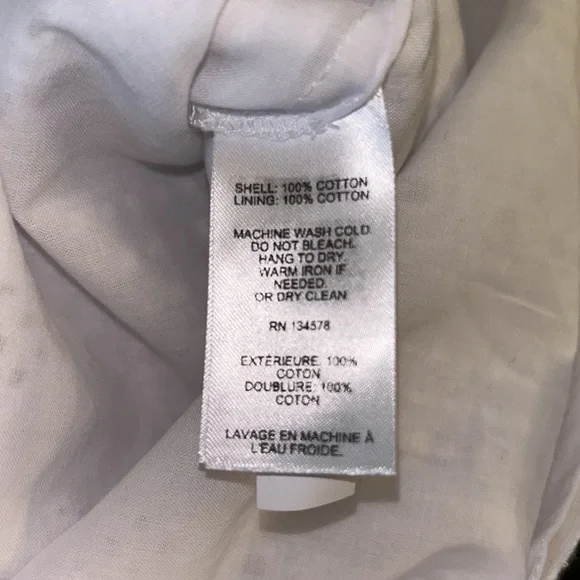 SHELL: 100% COTTON
LINING: 100% COTTON
MACHINE WASH COLD.
DO NOT BLEACH.
HANG TO DRY.
WARM IRON IF
NEEDED.
OR DRY CLEAN
RN 134578
EXTÉRIEURE: 100%
COTON
DOUBLURE: 100%
COTON
LAVAGE EN MACHINE À
L'EAU FROIDE.